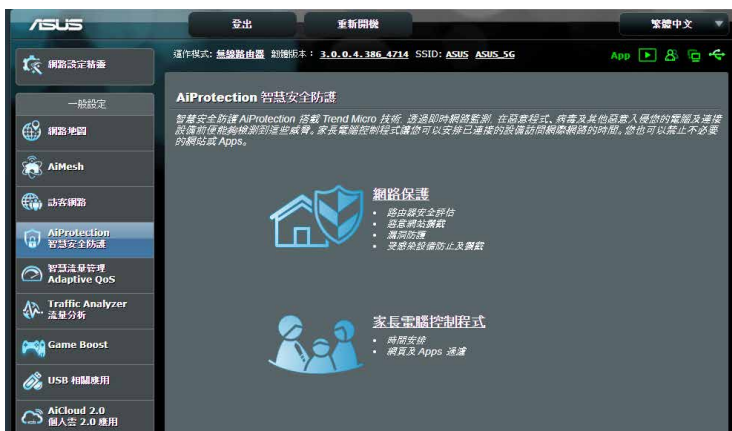 ASUS
登出
重新開機
繁體中文
運作模式: 無線路由器 韌體版本: 3.0.0.4.386_4714 SSID: ASUS ASUS_5G
App
網路設定精靈
一般設定
網路地圖
AiMesh
訪客網路
AiProtection
智慧安全防護
智慧流量管理
Adaptive QoS
Traffic Analyzer
流量分析
Game Boost
USB 相關應用
AiCloud 2.0
個人雲 2.0 應用
AiProtection 智慧安全防護
智慧安全防護AiProtection 搭載 Trend Micro 技術, 透過即時網路監測, 在惡意程式、病毒及其他惡意入侵您的電腦及連接
設備前便能夠檢測到這些威脅。家長電腦控制程式讓您可以安排已連接的設備訪問網際網路的時間。您也可以禁止不必要
的網站或 Apps。
網路保護
• 路由器安全評估
• 惡意網站攔截
• 漏洞防護
• 受感染設備防止及攔截
家長電腦控制程式
• 時間安排
• 網頁及 Apps 過濾